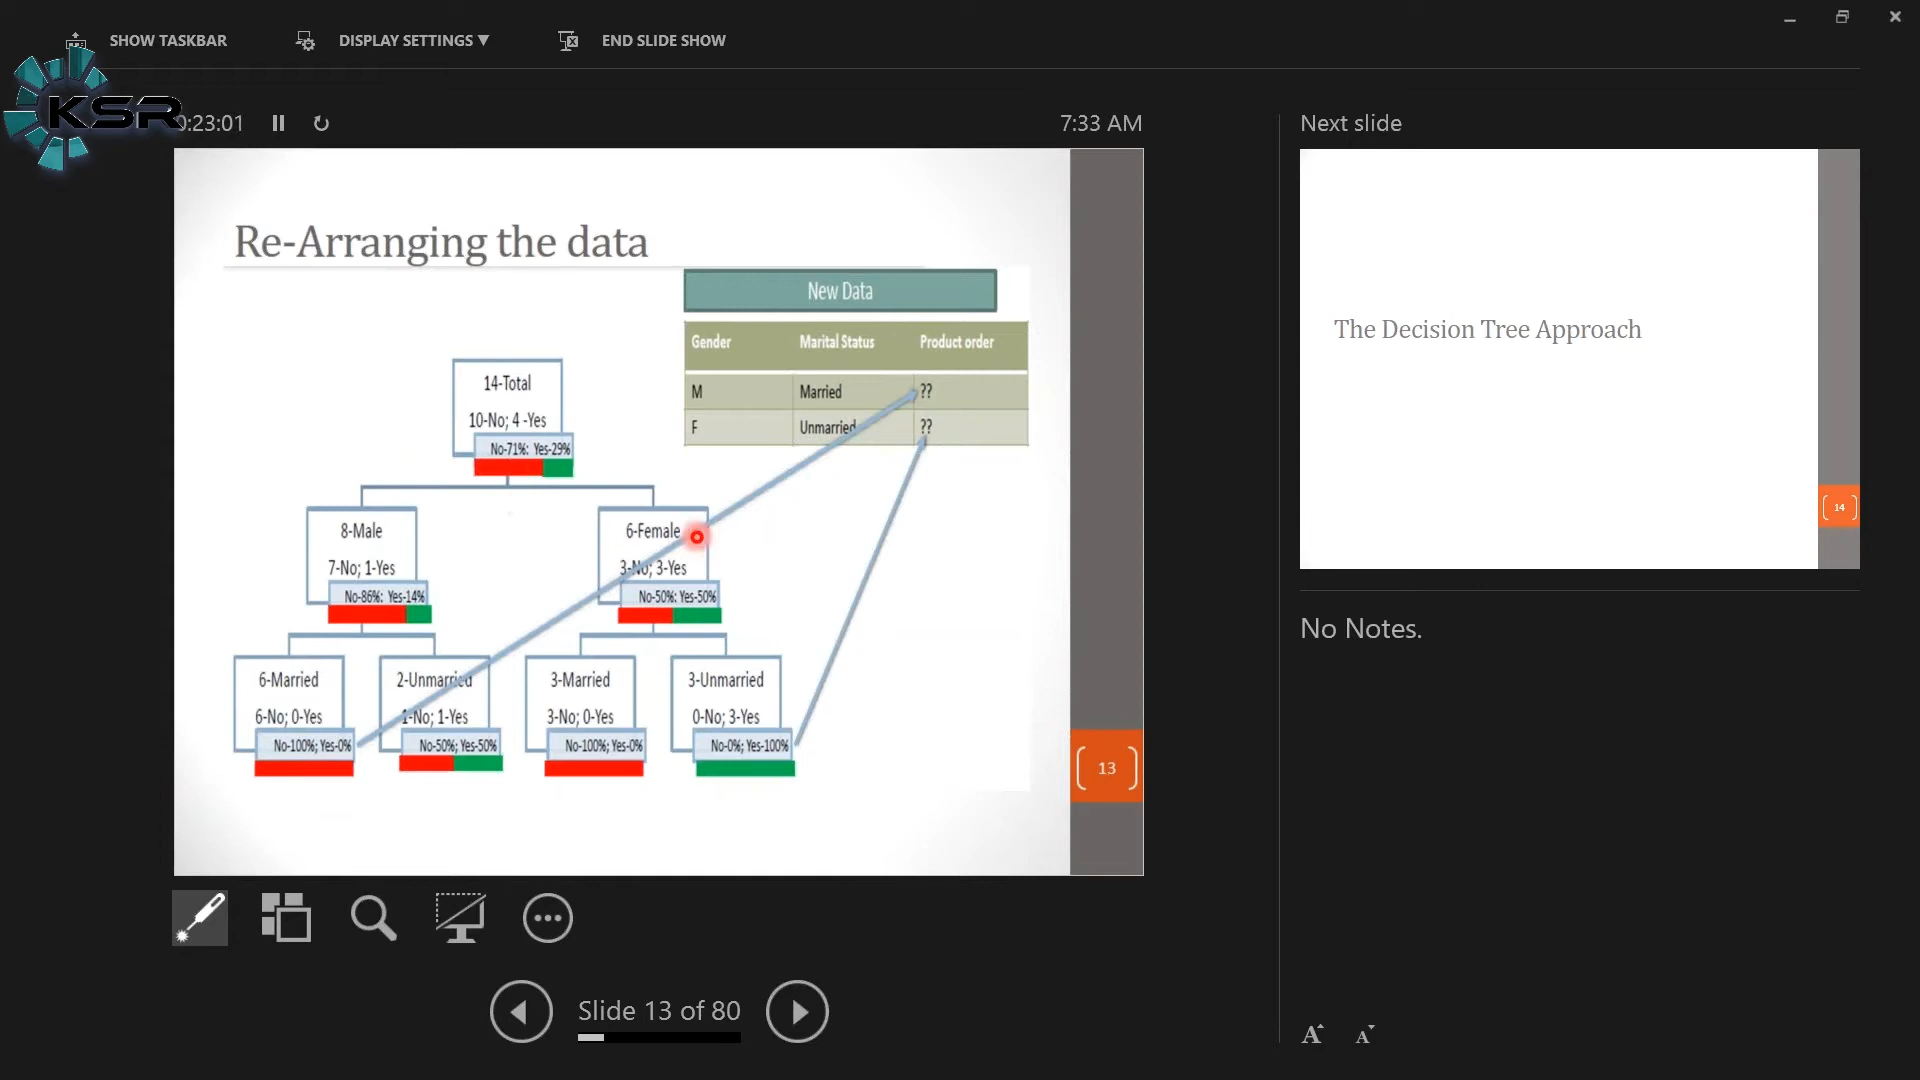 SHOW TASKBAR DISPLAY SETTINGS ▼ END SLIDE SHOW
KSR
0:23:01 7:33 AM
Next slide
Re-Arranging the data
New Data
Gender Marital Status Product order
M Married ??
F Unmarried ??
14-Total
10-No; 4 -Yes
No-71%: Yes-29%
8-Male 6-Female
7-No; 1-Yes 3-No; 3-Yes
No-86%: Yes-14% No-50%: Yes-50%
6-Married 2-Unmarried 3-Married 3-Unmarried
6-No; 0-Yes 1-No; 1-Yes 3-No; 0-Yes 0-No; 3-Yes
No-100%; Yes-0% No-50%; Yes-50% No-100%; Yes-0% No-0%; Yes-100%
13
The Decision Tree Approach
14
No Notes.
Slide 13 of 80
A A